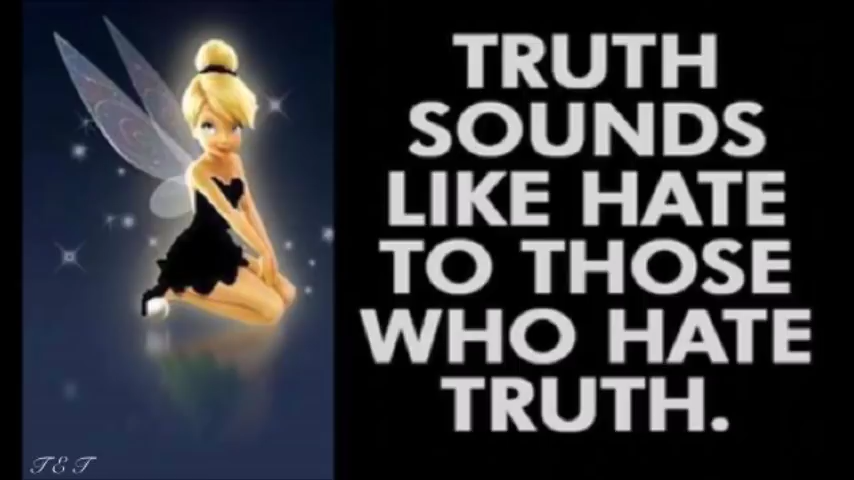 TRUTH
SOUNDS
LIKE HATE
TO THOSE
WHO HATE
TRUTH.
T&T